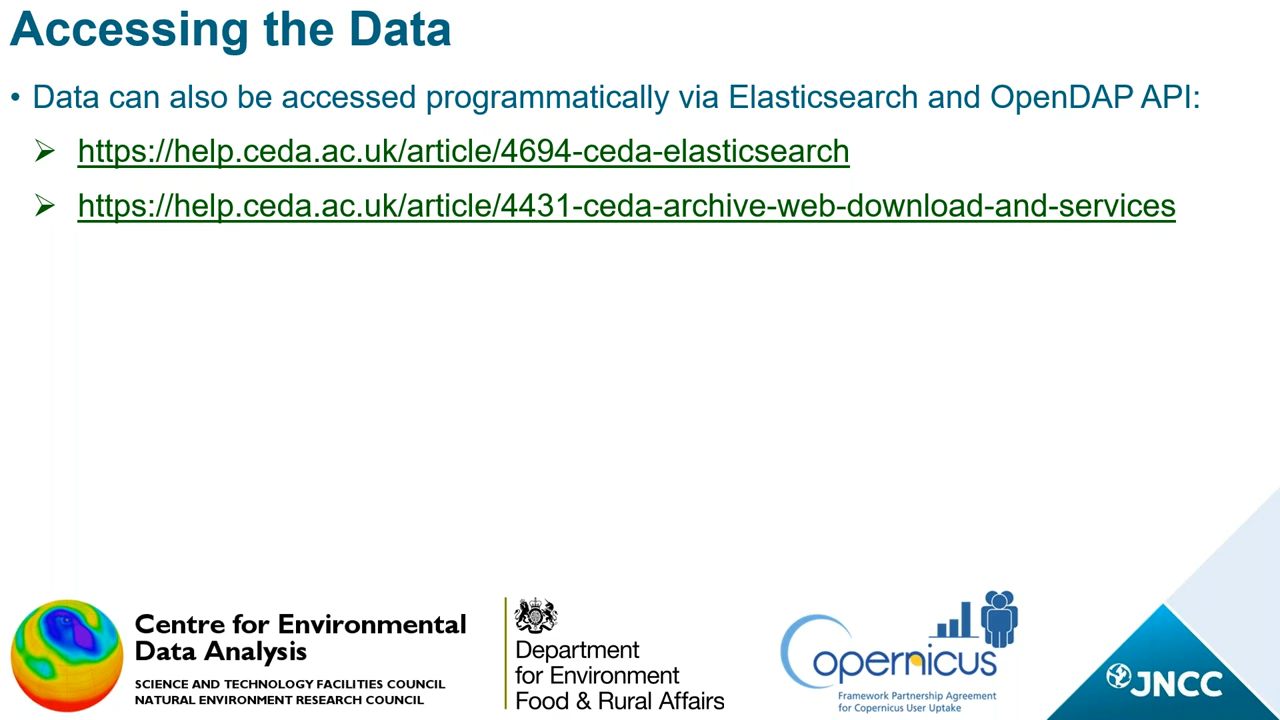 Accessing the Data
• Data can also be accessed programmatically via Elasticsearch and OpenDAP API:
➢ https://help.ceda.ac.uk/article/4694-ceda-elasticsearch
➢ https://help.ceda.ac.uk/article/4431-ceda-archive-web-download-and-services
Centre for Environmental
Data Analysis
SCIENCE AND TECHNOLOGY FACILITIES COUNCIL
NATURAL ENVIRONMENT RESEARCH COUNCIL
Department
for Environment
Food & Rural Affairs
Copernicus
Framework Partnership Agreement
for Copernicus User Uptake
JNCC